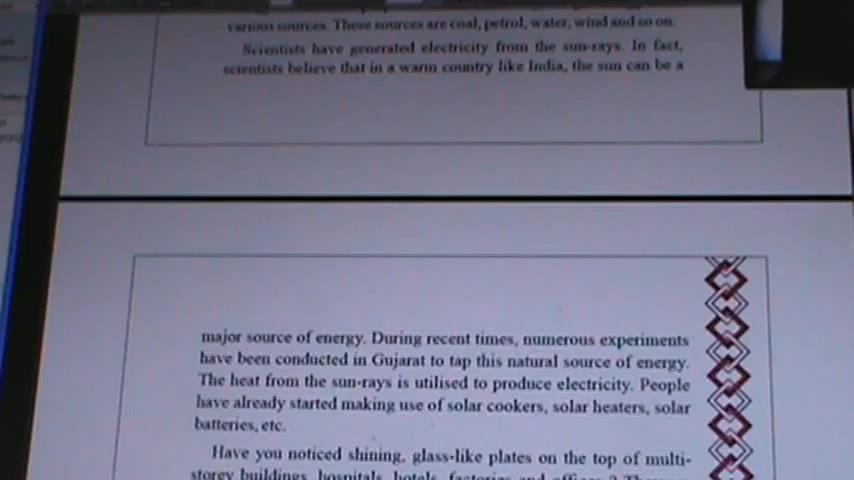 various sources. These sources are coal, petrol, water, wind and so on.
Scientists have generated electricity from the sun-rays. In fact,
scientists believe that in a warm country like India, the sun can be a
major source of energy. During recent times, numerous experiments
have been conducted in Gujarat to tap this natural source of energy.
The heat from the sun-rays is utilised to produce electricity. People
have already started making use of solar cookers, solar heaters, solar
batteries, etc.
Have you noticed shining, glass-like plates on the top of multi-
storey buildings, hospitals, hotels, factories and offices ?